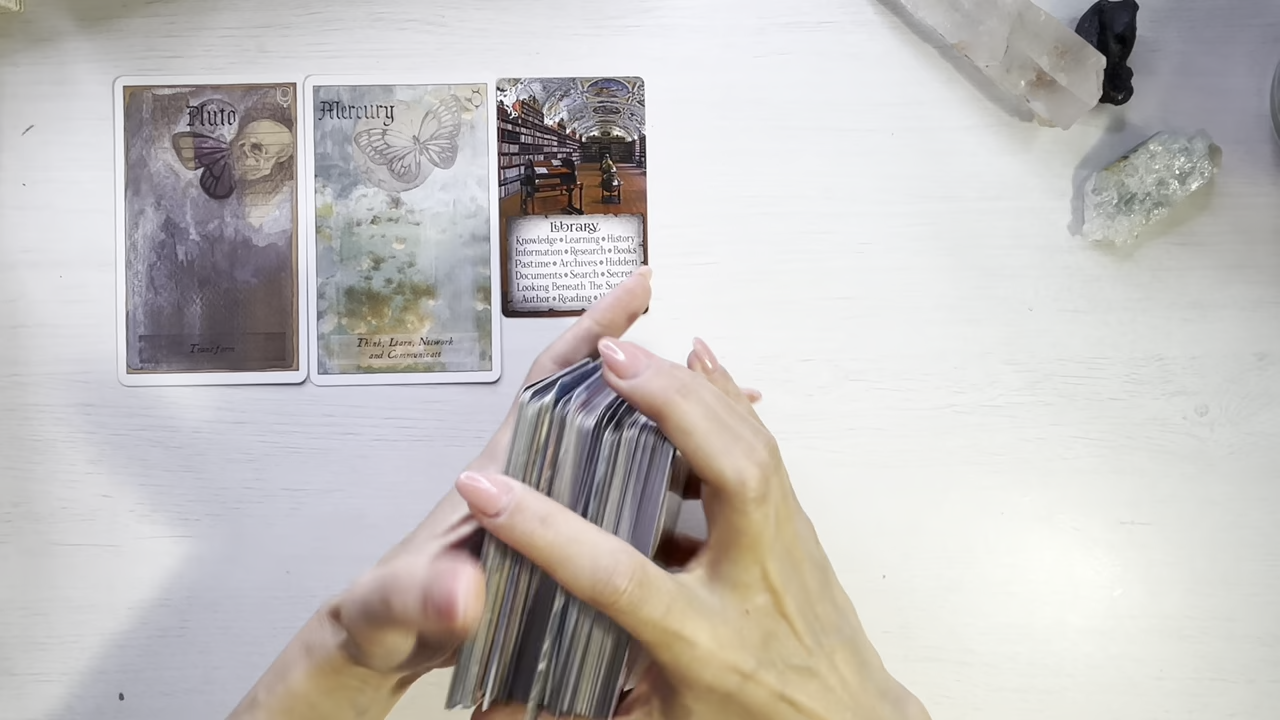 Pluto
Transform
Mercury
Think, Learn, Network
and Communicate
Library
Knowledge • Learning • History
Information • Research • Books
Pastime • Archives • Hidden
Documents • Search •
Looking Beneath The
Author • Reading •